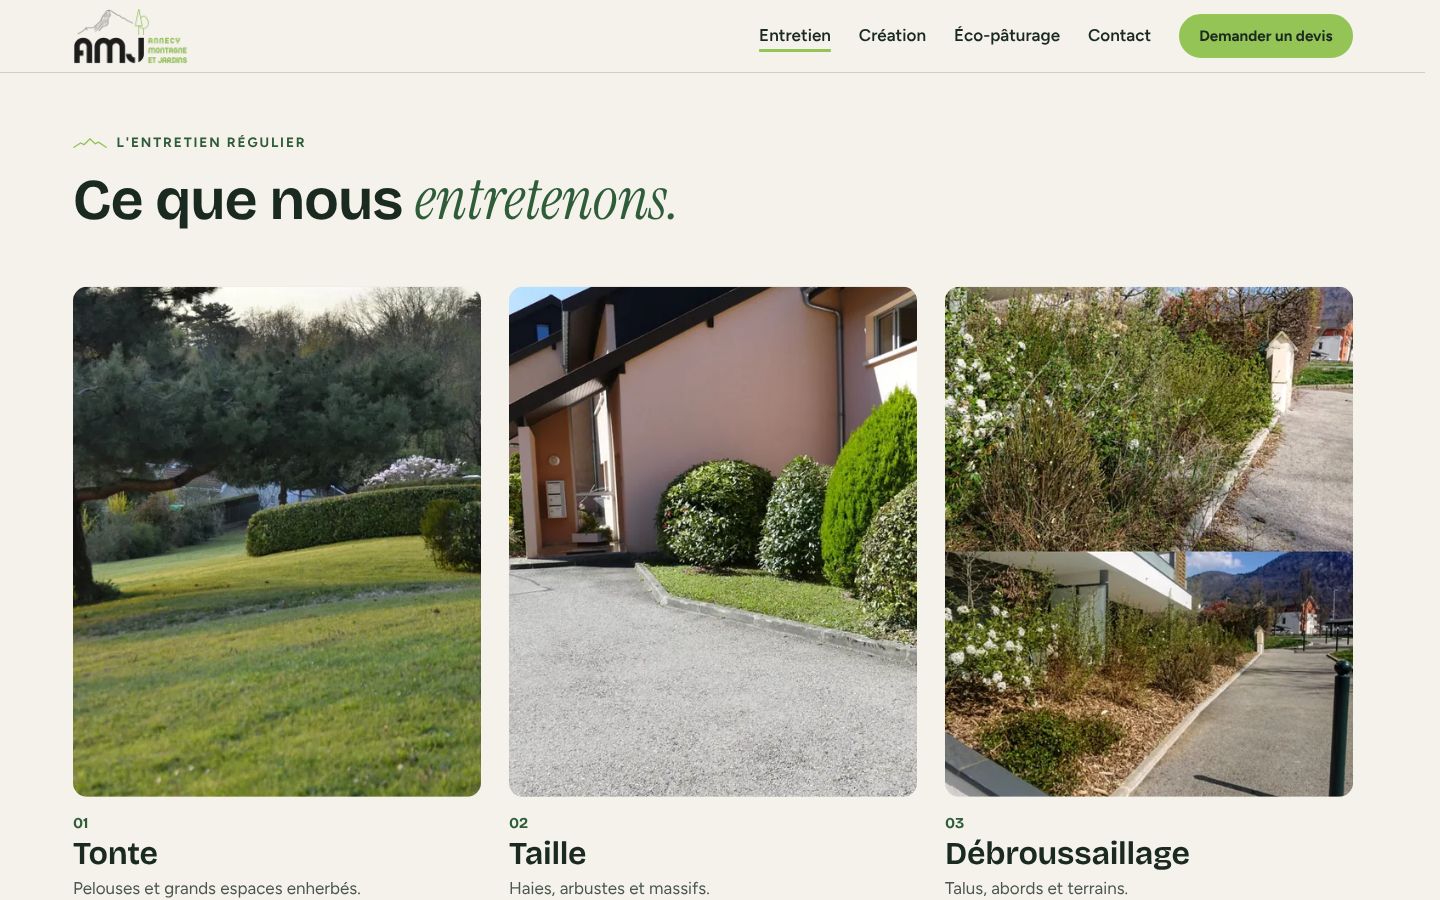 AMJ ANNECY
MONTAGNE
ET JARDINS
Entretien Création Éco-pâturage Contact Demander un devis
L'ENTRETIEN RÉGULIER
Ce que nous entretenons.
01
Tonte
Pelouses et grands espaces enherbés.
02
Taille
Haies, arbustes et massifs.
03
Débroussaillage
Talus, abords et terrains.